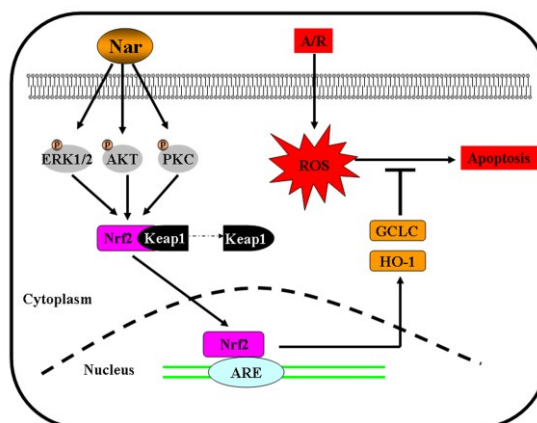 Nar
A/R
P
P
P
ERK1/2
AKT
PKC
ROS
Apoptosis
Nrf2
Keap1
Keap1
GCLC
HO-1
Cytoplasm
Nrf2
Nucleus
ARE